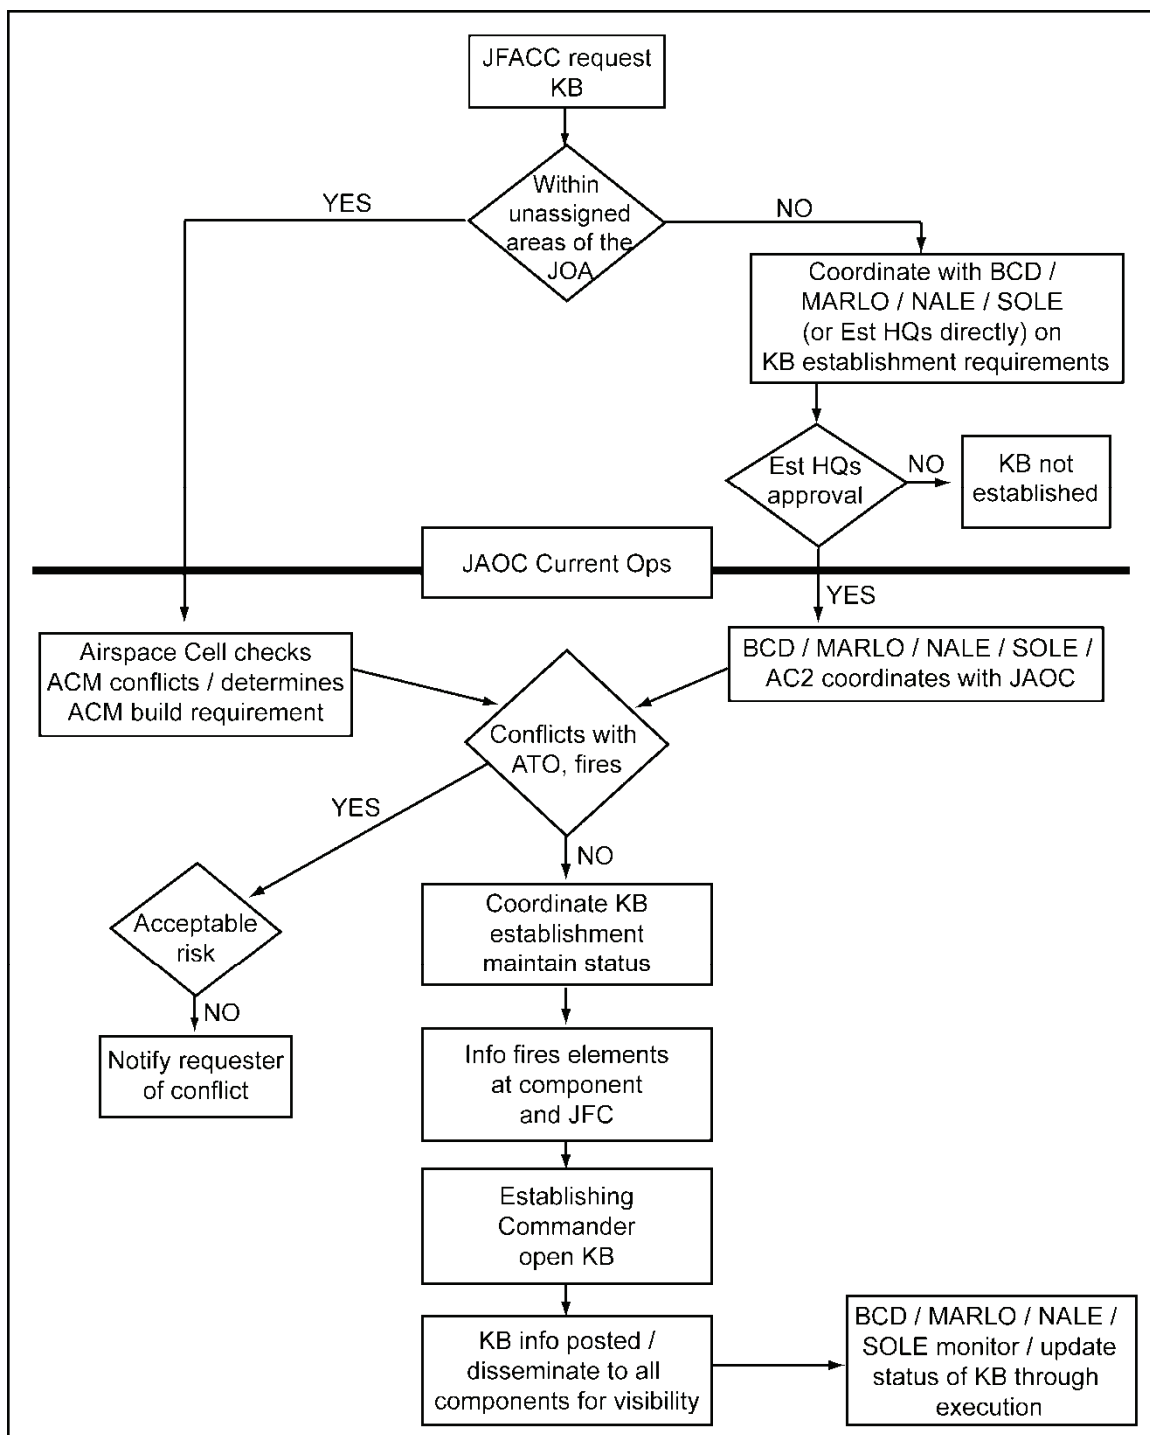 JFACC request
KB
Within
unassigned
areas of the
JOA
YES
NO
Coordinate with BCD /
MARLO / NALE / SOLE
(or Est HQs directly) on
KB establishment requirements
Est HQs
approval
NO
KB not
established
JAOC Current Ops
YES
Airspace Cell checks
ACM conflicts / determines
ACM build requirement
BCD / MARLO / NALE / SOLE /
AC2 coordinates with JAOC
Conflicts with
ATO, fires
YES
NO
Acceptable
risk
NO
Notify requester
of conflict
Coordinate KB
establishment
maintain status
Info fires elements
at component
and JFC
Establishing
Commander
open KB
KB info posted /
disseminate to all
components for visibility
BCD / MARLO / NALE /
SOLE monitor / update
status of KB through
execution